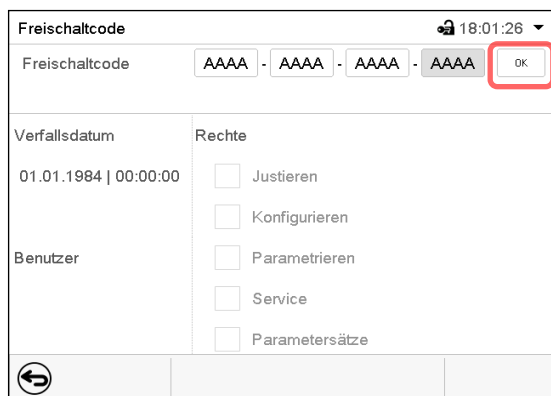 Freischaltcode 18:01:26
Freischaltcode AAAA - AAAA - AAAA - AAAA OK
Verfallsdatum Rechte
01.01.1984 | 00:00:00 Justieren
Konfigurieren
Benutzer Parametrieren
Service
Parametersätze